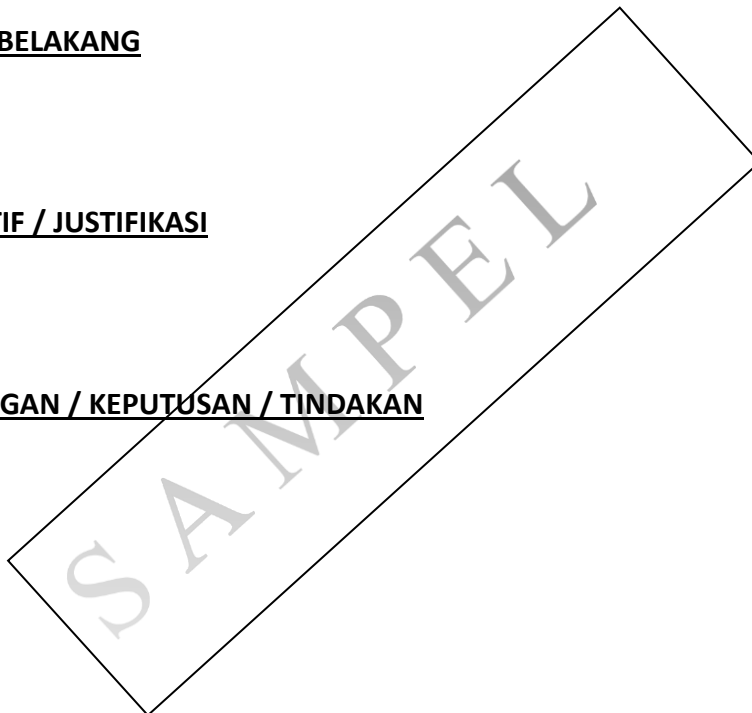 BELAKANG
TIF / JUSTIFIKASI
GAN / KEPUTUSAN / TINDAKAN
SAMPEL